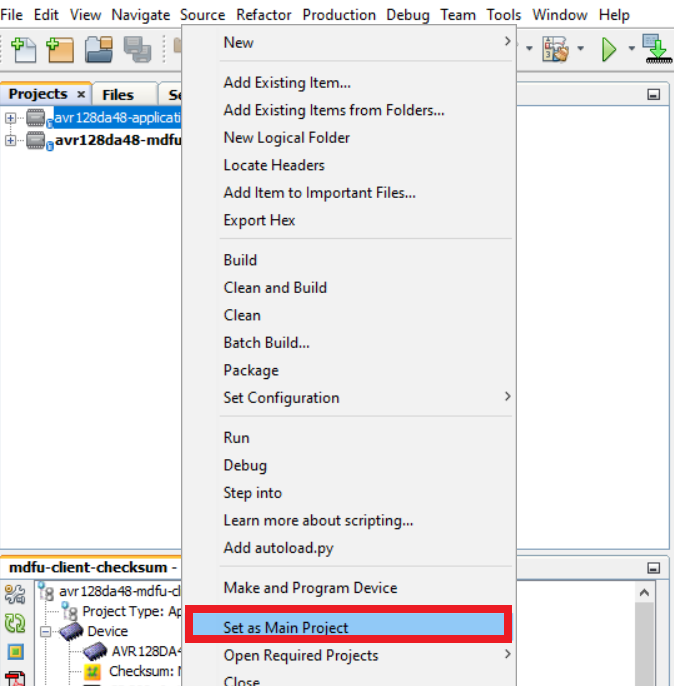 File Edit View Navigate Source Refactor Production Debug Team Tools Window Help
Projects × Files
avr128da48-applicati
avr128da48-mdfu
New
Add Existing Item...
Add Existing Items from Folders...
New Logical Folder
Locate Headers
Add Item to Important Files...
Export Hex
Build
Clean and Build
Clean
Batch Build...
Package
Set Configuration
Run
Debug
Step into
Learn more about scripting...
Add autoload.py
Make and Program Device
Set as Main Project
Open Required Projects
Close
mdfu-client-checksum -
avr128da48-mdfu-cl
Project Type: Ap
Device
AVR128DA4
Checksum: